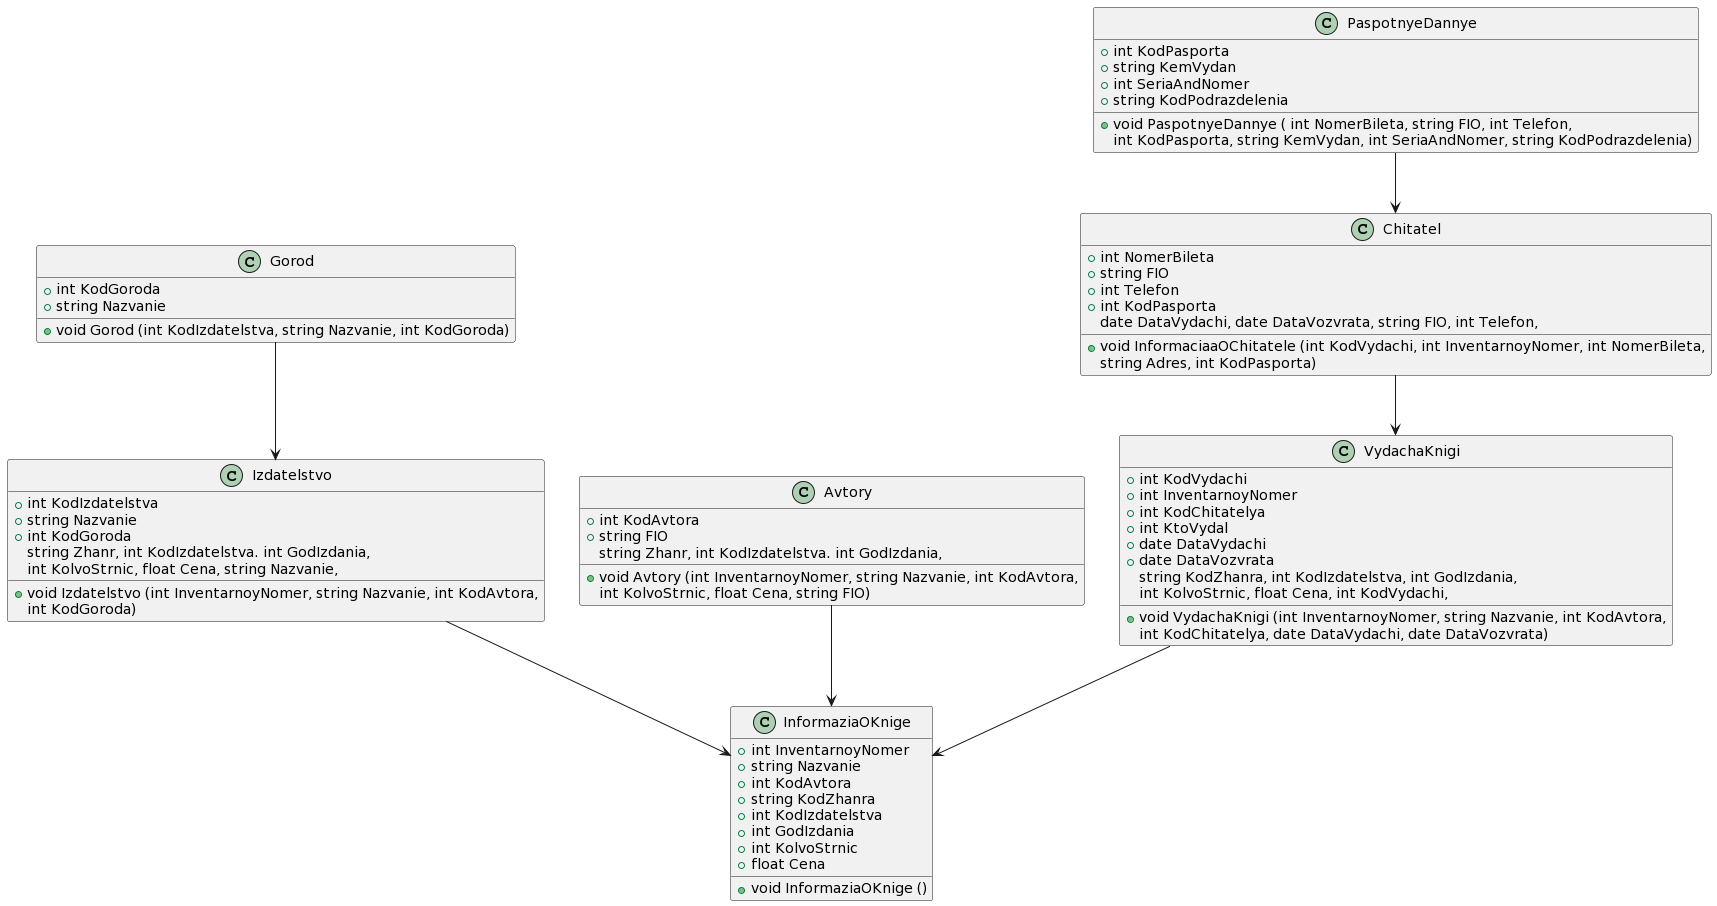 PaspotnyeDannye
int KodPasporta
string KemVydan
int SeriaAndNomer
string KodPodrazdelenia
void PaspotnyeDannye ( int NomerBileta, string FIO, int Telefon,
int KodPasporta, string KemVydan, int SeriaAndNomer, string KodPodrazdelenia)
Chitatel
int NomerBileta
string FIO
int Telefon
int KodPasporta
date DataVydachi, date DataVozvrata, string FIO, int Telefon,
void InformaciaaOChitatele (int KodVydachi, int InventarnoyNomer, int NomerBileta,
string Adres, int KodPasporta)
Gorod
int KodGoroda
string Nazvanie
void Gorod (int KodIzdatelstva, string Nazvanie, int KodGoroda)
Izdatelstvo
int KodIzdatelstva
string Nazvanie
int KodGoroda
string Zhanr, int KodIzdatelstva. int GodIzdania,
int KolvoStrnic, float Cena, string Nazvanie,
void Izdatelstvo (int InventarnoyNomer, string Nazvanie, int KodAvtora,
int KodGoroda)
Avtory
int KodAvtora
string FIO
string Zhanr, int KodIzdatelstva. int GodIzdania,
void Avtory (int InventarnoyNomer, string Nazvanie, int KodAvtora,
int KolvoStrnic, float Cena, string FIO)
VydachaKnigi
int KodVydachi
int InventarnoyNomer
int KodChitatelya
int KtoVydal
date DataVydachi
date DataVozvrata
string KodZhanra, int KodIzdatelstva, int GodIzdania,
int KolvoStrnic, float Cena, int KodVydachi,
void VydachaKnigi (int InventarnoyNomer, string Nazvanie, int KodAvtora,
int KodChitatelya, date DataVydachi, date DataVozvrata)
InformaziaOKnige
int InventarnoyNomer
string Nazvanie
int KodAvtora
string KodZhanra
int KodIzdatelstva
int GodIzdania
int KolvoStrnic
float Cena
void InformaziaOKnige ()